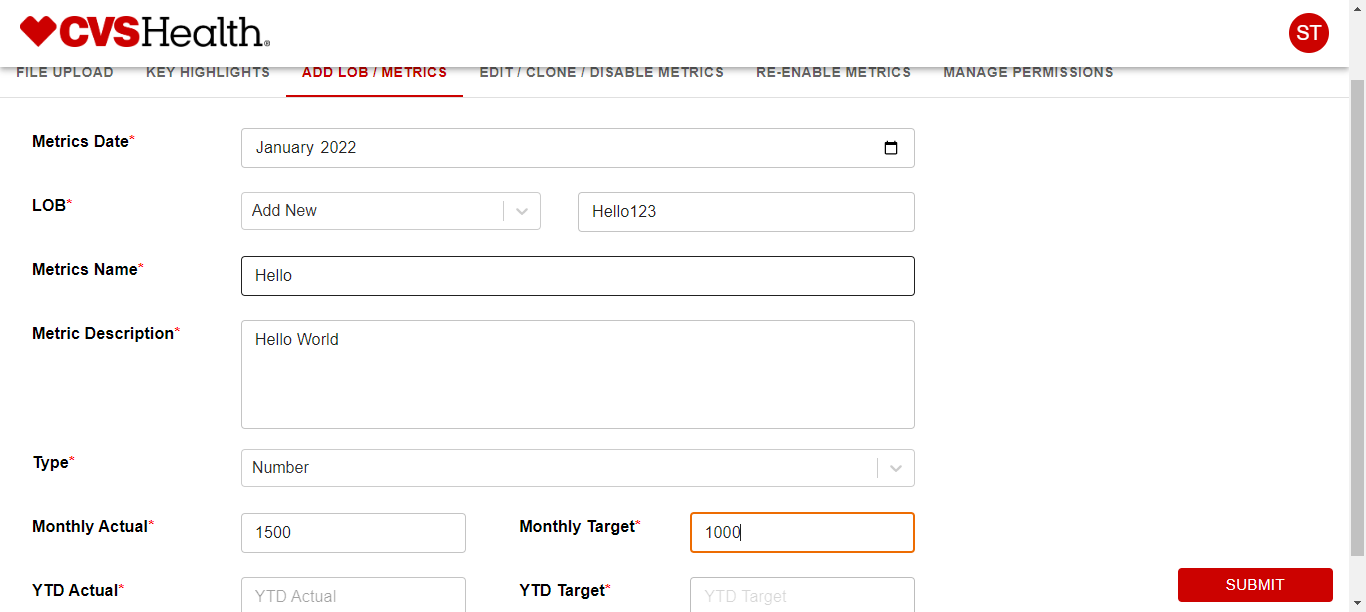 CVSHealth®
ST
FILE UPLOAD KEY HIGHLIGHTS ADD LOB / METRICS EDIT / CLONE / DISABLE METRICS RE-ENABLE METRICS MANAGE PERMISSIONS
Metrics Date* January 2022
LOB* Add New Hello123
Metrics Name* Hello
Metric Description* Hello World
Type* Number
Monthly Actual* 1500 Monthly Target* 1000
YTD Actual* YTD Actual YTD Target* YTD Target
SUBMIT